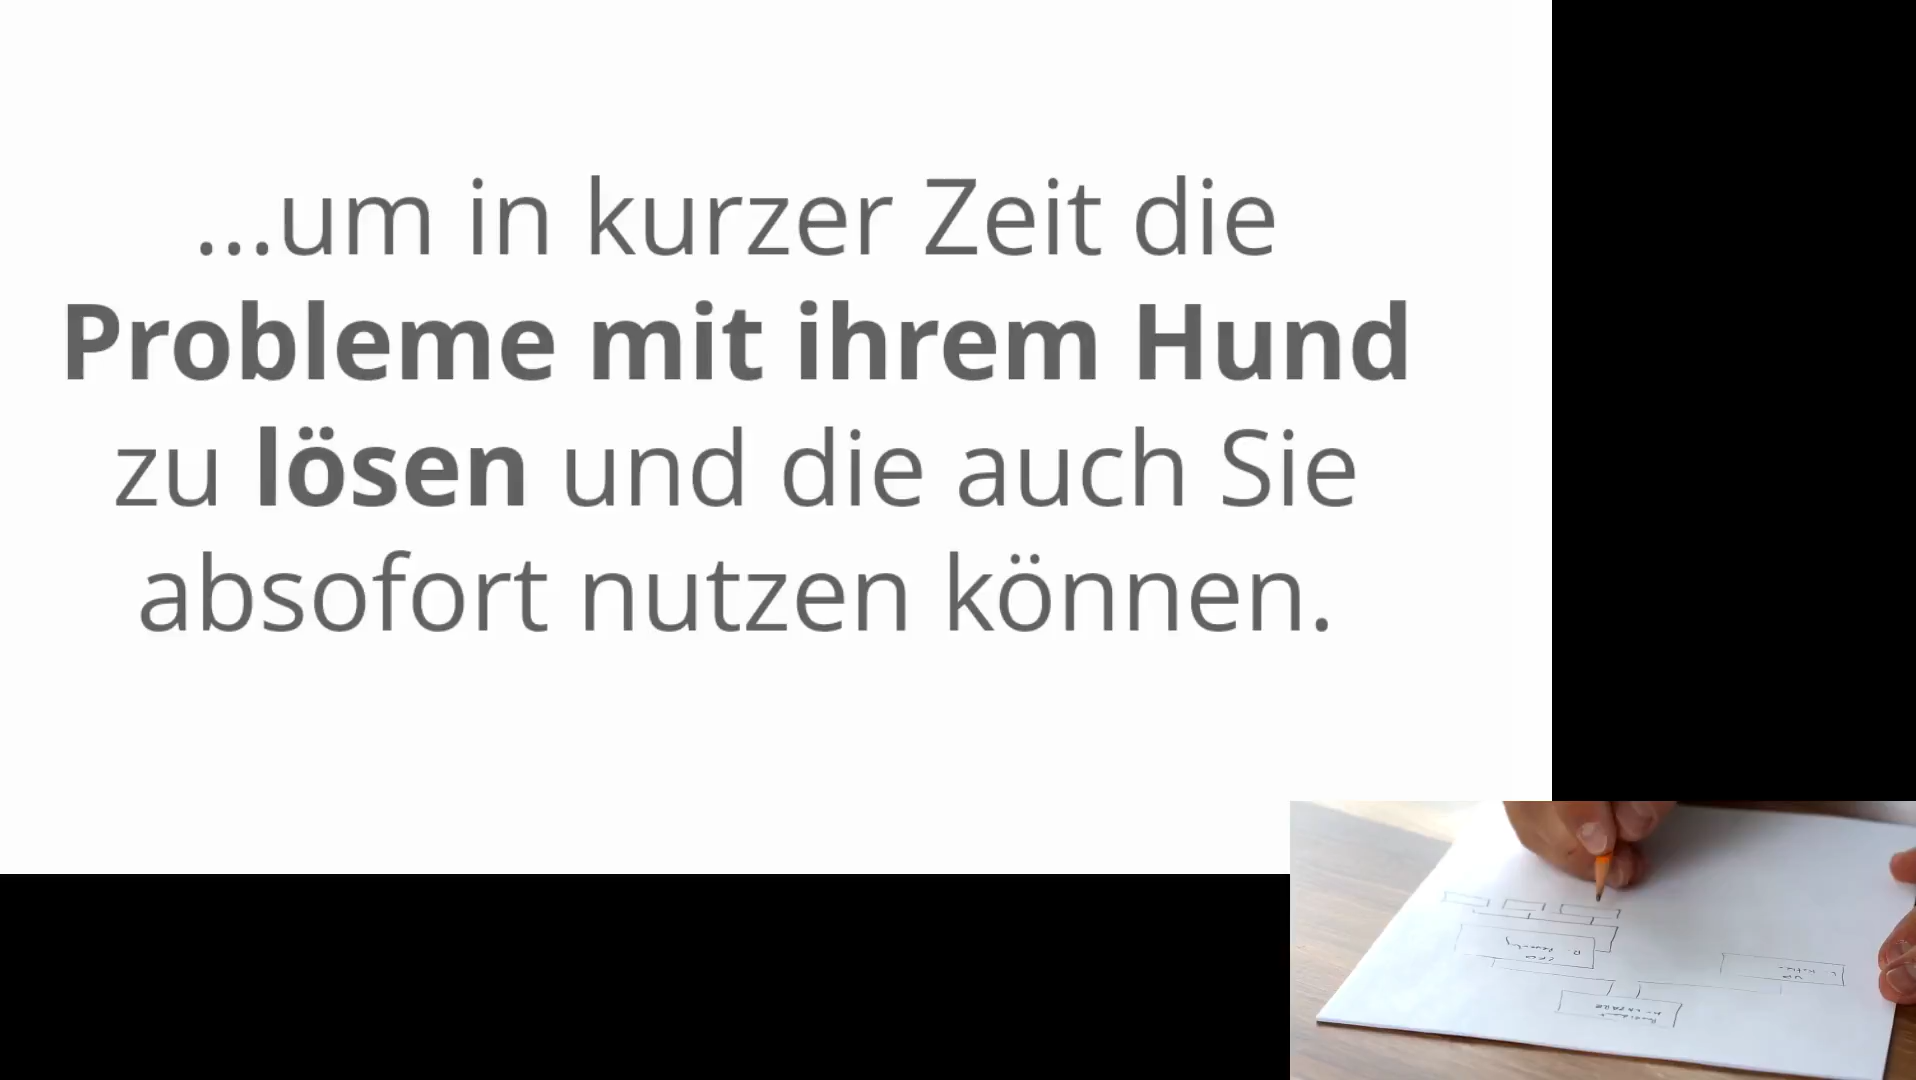 ...um in kurzer Zeit die
Probleme mit ihrem Hund
zu lösen und die auch Sie
absofort nutzen können.